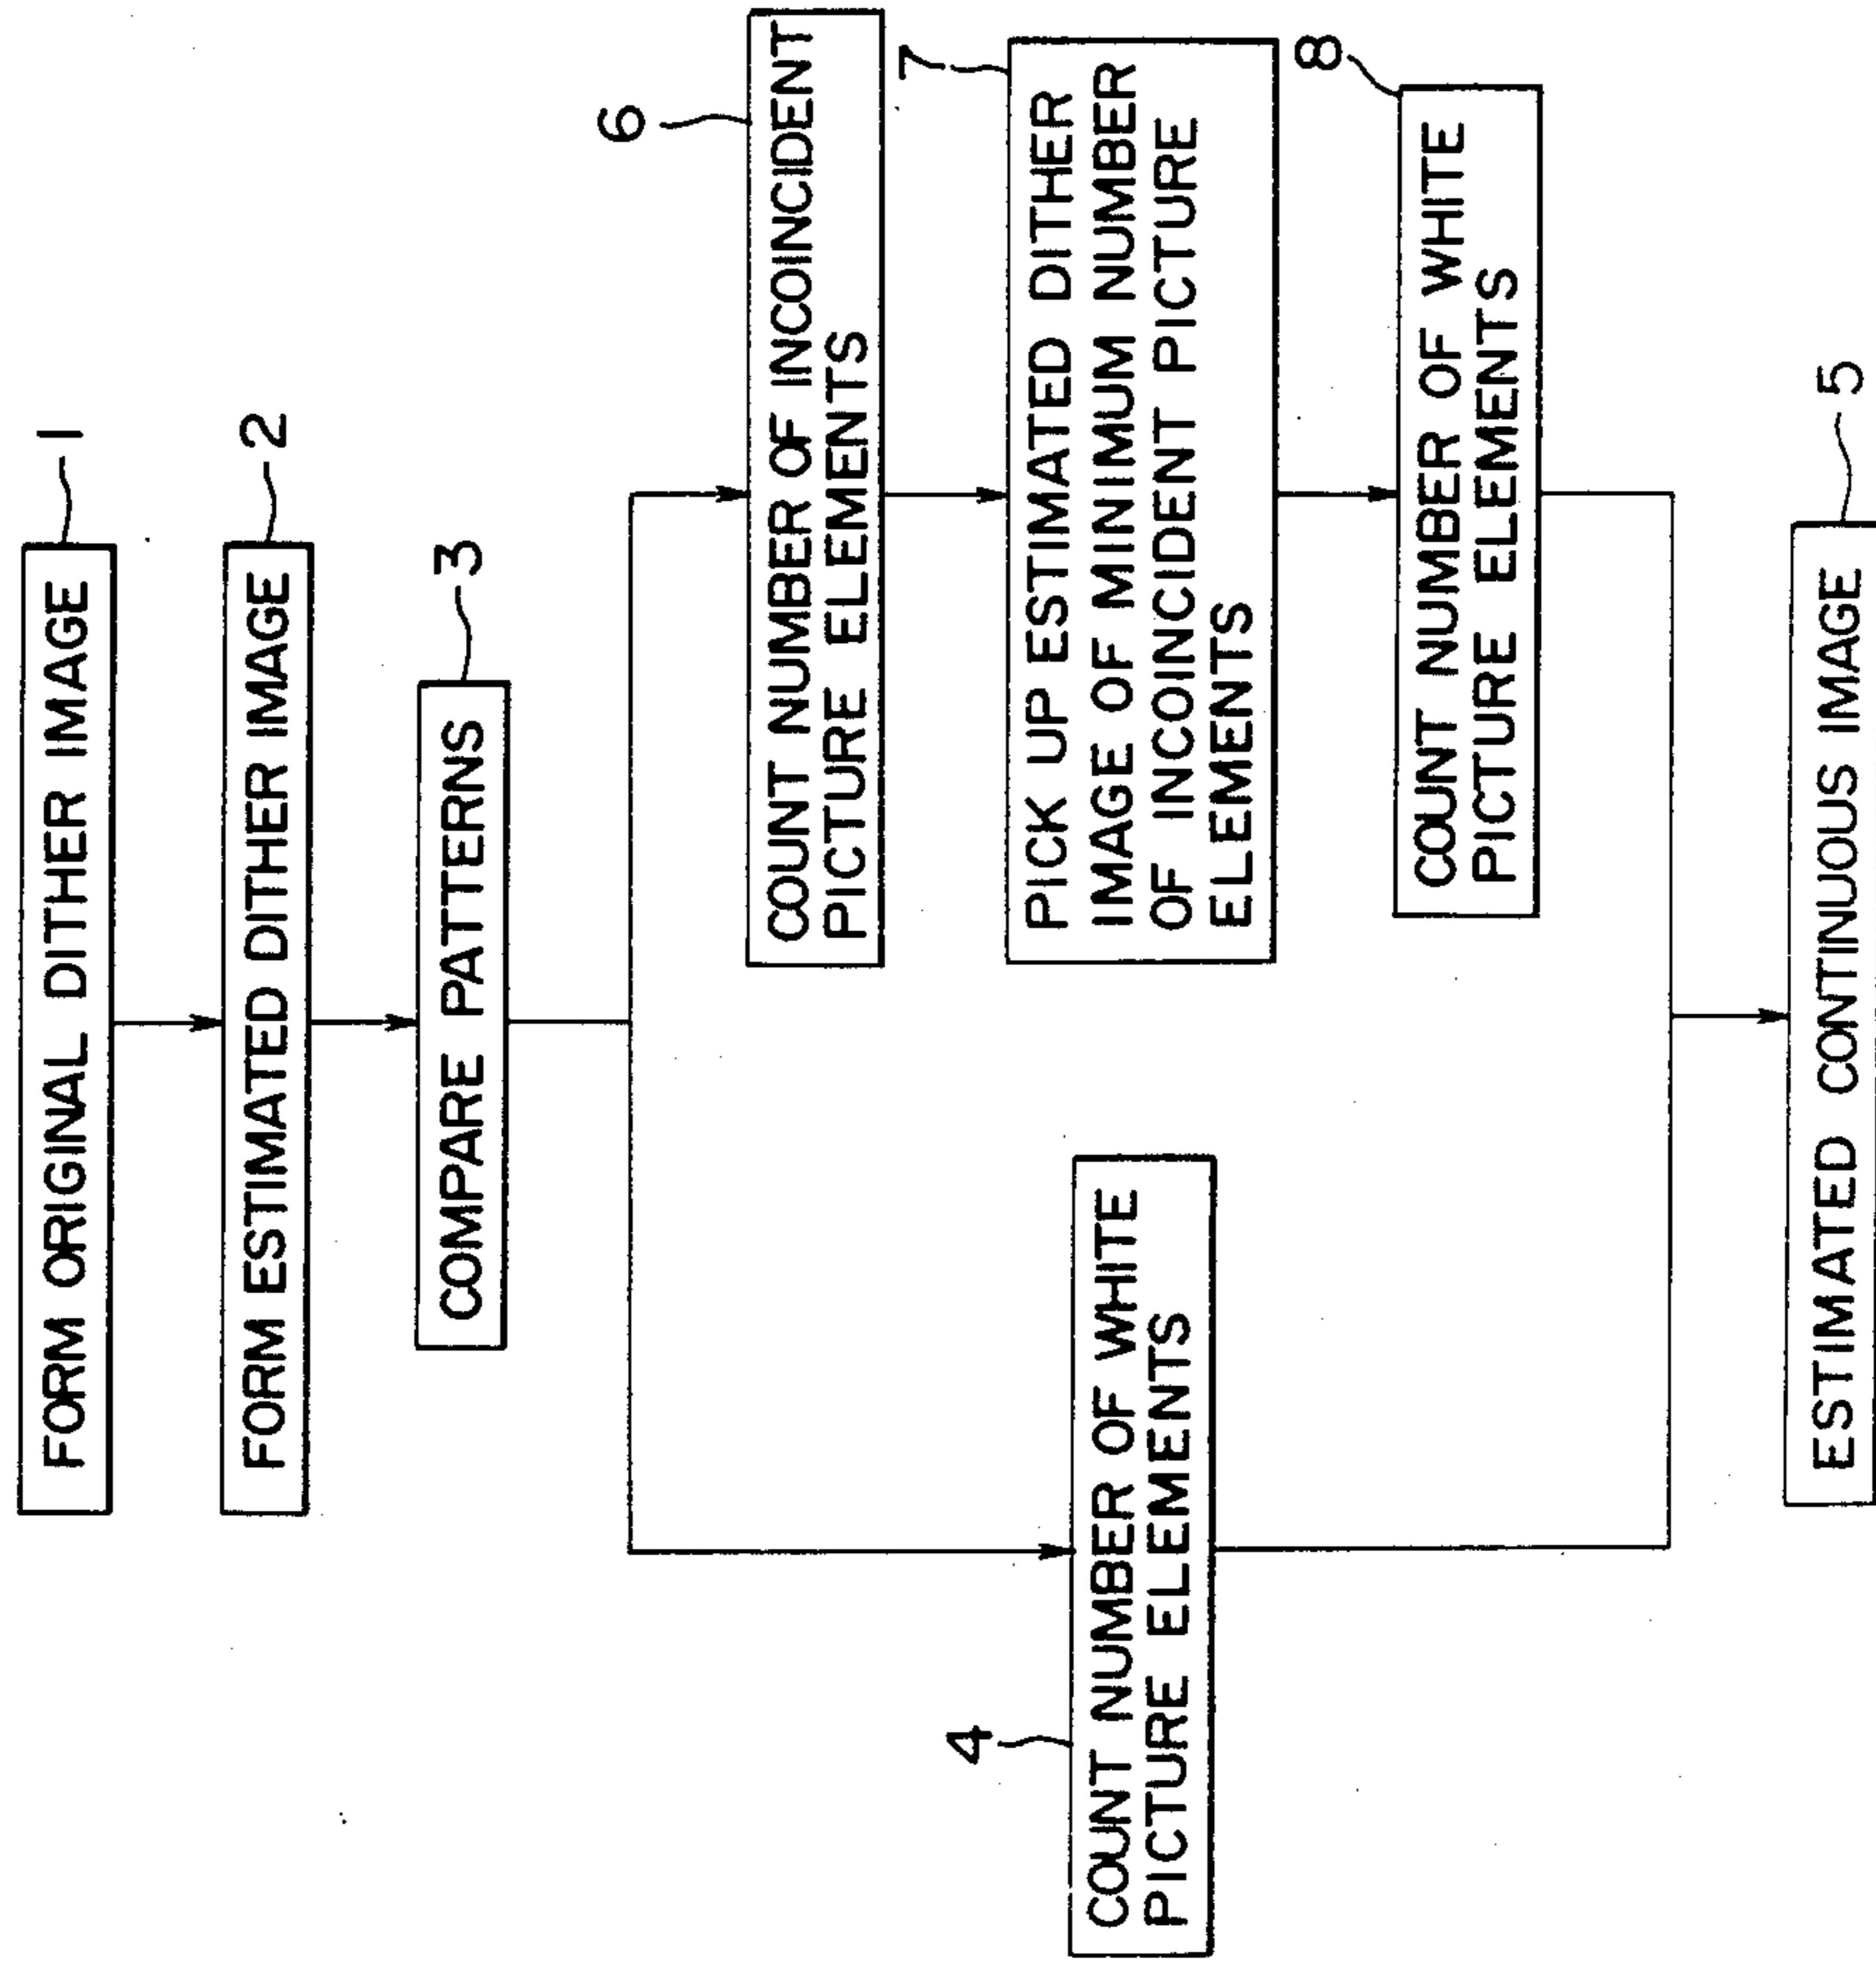 1
FORM ORIGINAL DITHER IMAGE
2
FORM ESTIMATED DITHER IMAGE
3
COMPARE PATTERNS
4
COUNT NUMBER OF WHITE
PICTURE ELEMENTS
6
COUNT NUMBER OF INCOINCIDENT
PICTURE ELEMENTS
7
PICK UP ESTIMATED DITHER
IMAGE OF MINIMUM NUMBER
OF INCOINCIDENT PICTURE
ELEMENTS
8
COUNT NUMBER OF WHITE
PICTURE ELEMENTS
5
ESTIMATED CONTINUOUS IMAGE